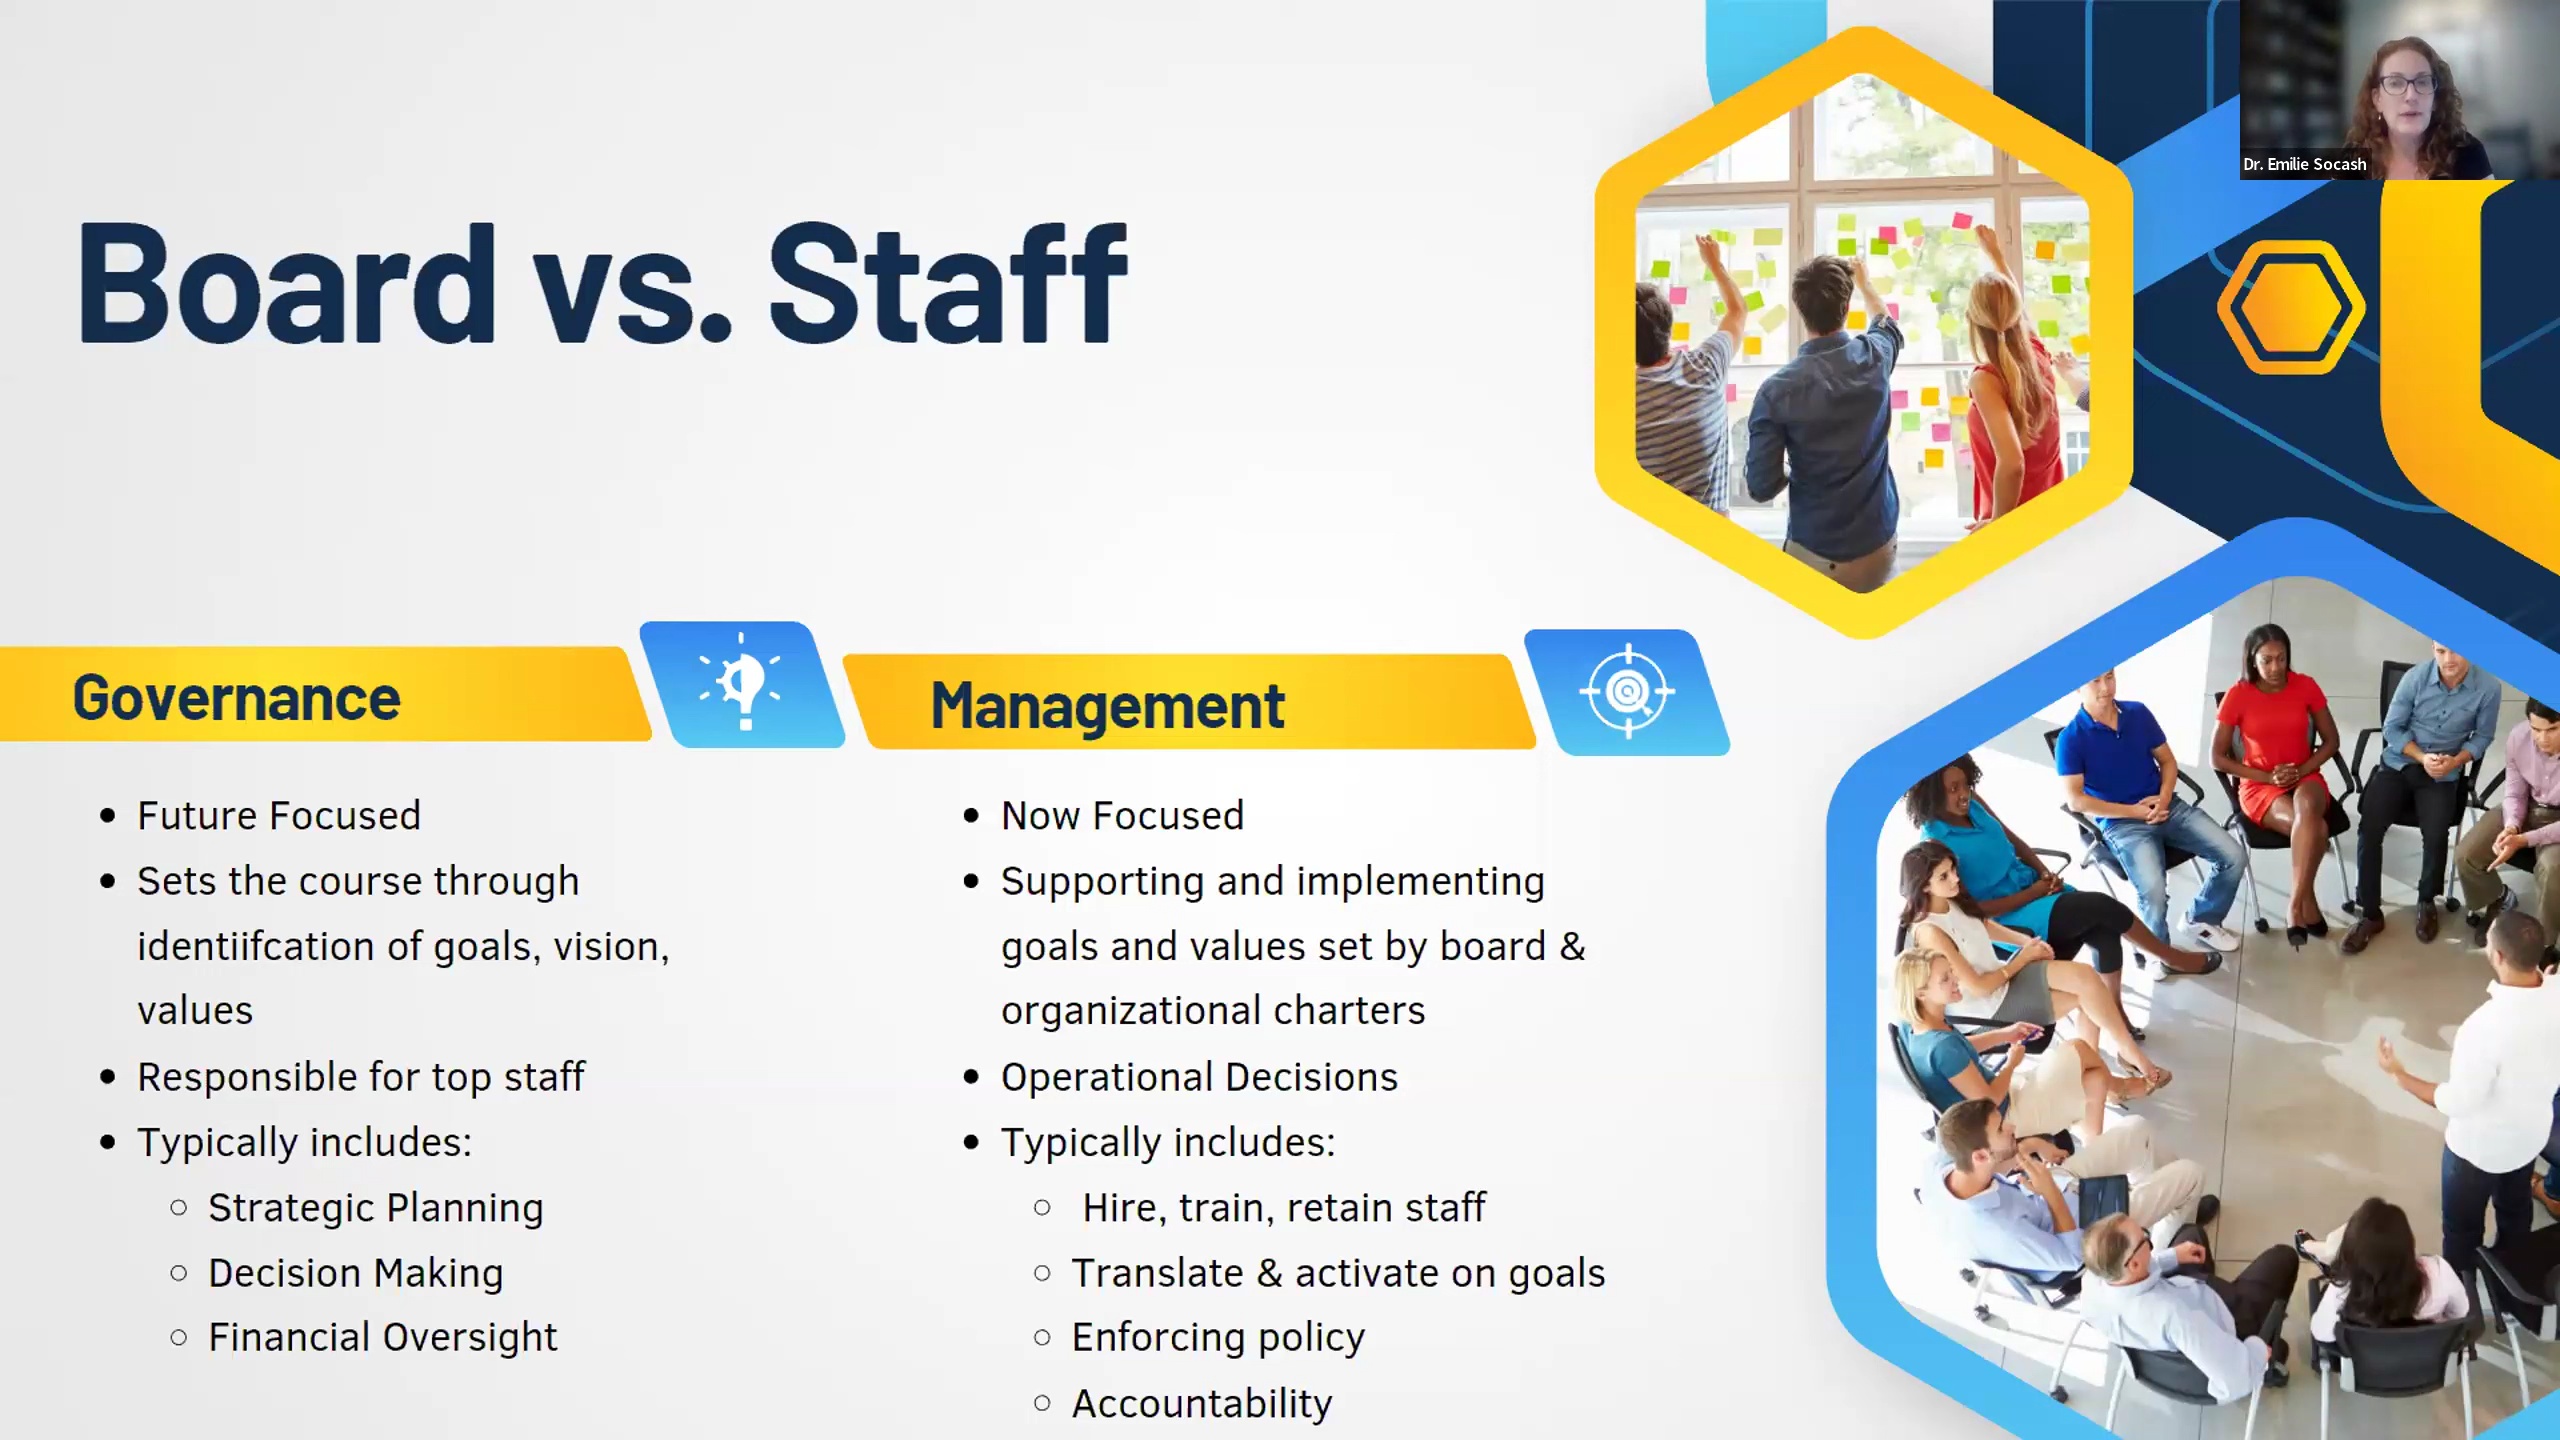 Dr. Emilie Socash
Board vs. Staff
Governance
Future Focused
Sets the course through
identiifcation of goals, vision,
values
Responsible for top staff
Typically includes:
Strategic Planning
Decision Making
Financial Oversight
Management
Now Focused
Supporting and implementing
goals and values set by board &
organizational charters
Operational Decisions
Typically includes:
Hire, train, retain staff
Translate & activate on goals
Enforcing policy
Accountability